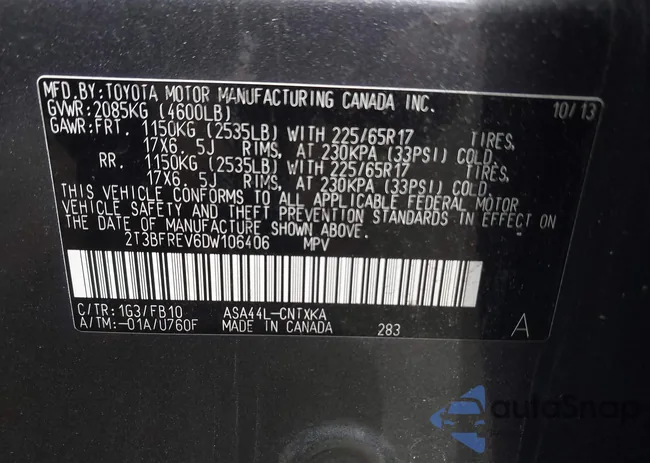 MFD.BY:TOYOTA MOTOR MANUFACTURING CANADA INC.
GVWR:2085KG (4600LB) 10/13
GAWR:FRT. 1150KG (2535LB) WITH 225/65R17 TIRES,
17X6.5J RIMS, AT 230KPA (33PSI) COLD.
RR. 1150KG (2535LB) WITH 225/65R17 TIRES,
17X6.5J RIMS, AT 230KPA (33PSI) COLD.
THIS VEHICLE CONFORMS TO ALL APPLICABLE FEDERAL MOTOR
VEHICLE SAFETY AND THEFT PREVENTION STANDARDS IN EFFECT ON
THE DATE OF MANUFACTURE SHOWN ABOVE.
2T3BFREV6DW106406 MPV
C/TR:1G3/FB10 ASA44L-CNTXKA
A/TM:-01A/U760F MADE IN CANADA 283 A
autoSnap